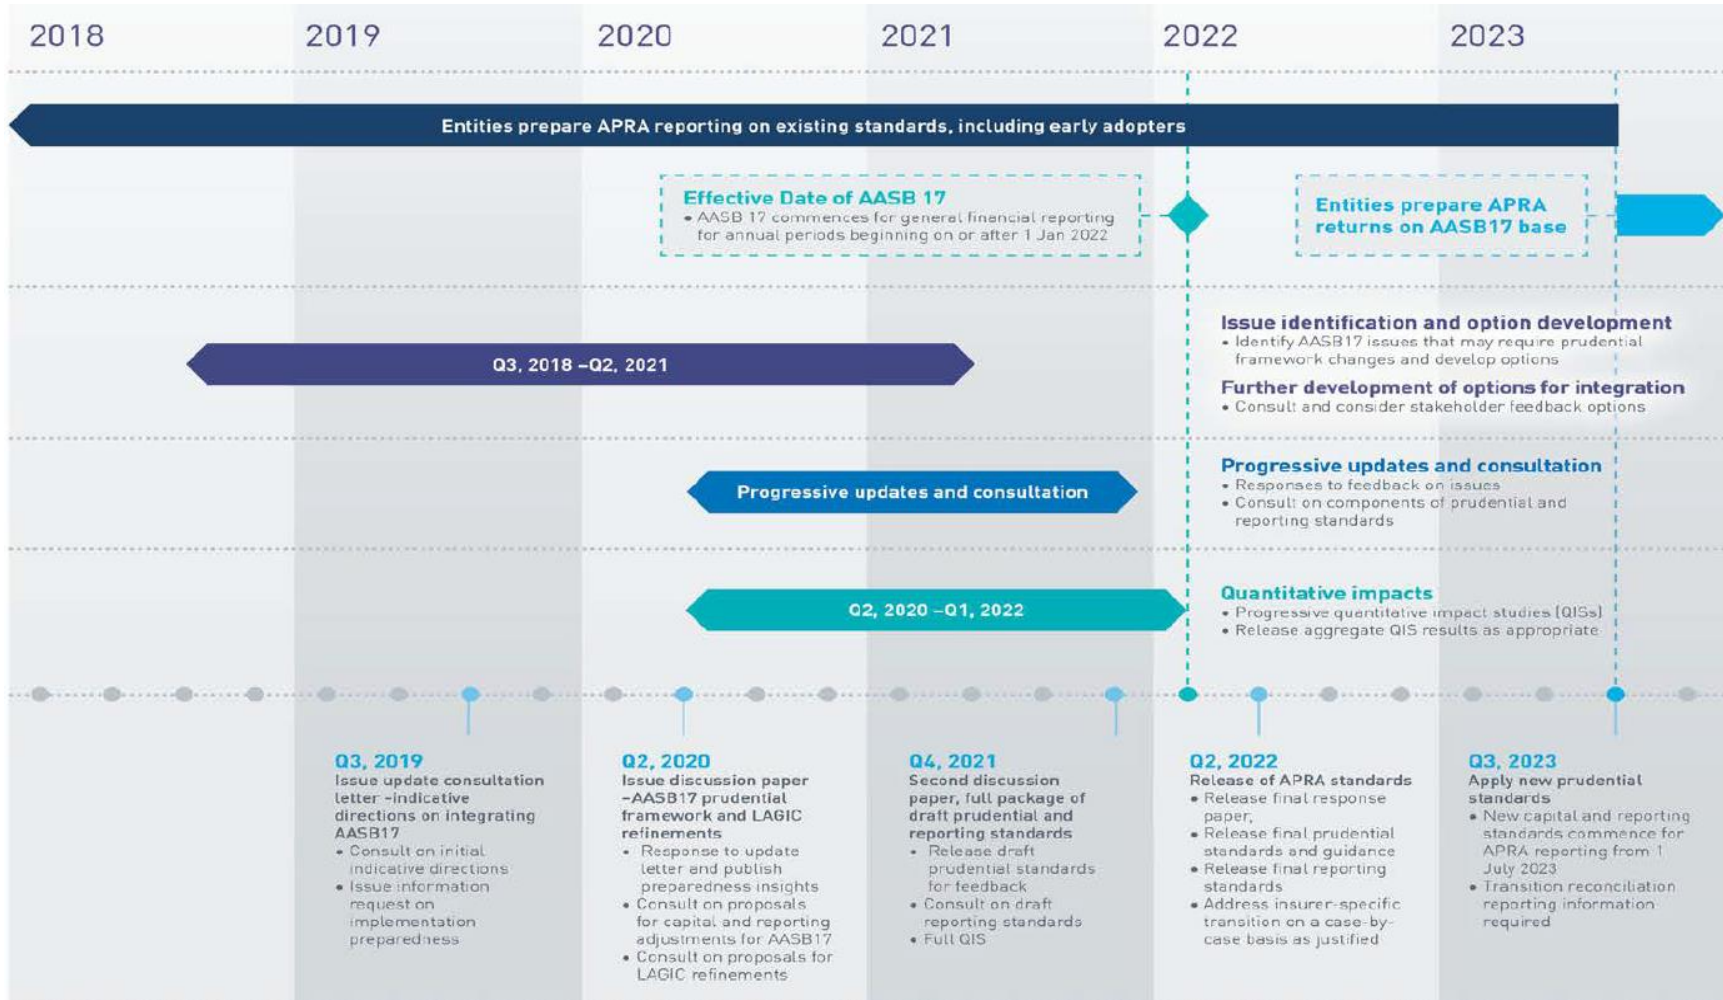 2018 2019 2020 2021 2022 2023
Entities prepare APRA reporting on existing standards, including early adopters
Effective Date of AASB 17
• AASB 17 commences for general financial reporting
for annual periods beginning on or after 1 Jan 2022
Entities prepare APRA
returns on AASB17 base
Q3, 2018 –Q2, 2021
Issue identification and option development
• Identify AASB17 issues that may require prudential
framework changes and develop options
Further development of options for integration
• Consult and consider stakeholder feedback options
Progressive updates and consultation
Progressive updates and consultation
• Responses to feedback on issues
• Consult on components of prudential and
reporting standards
Q2, 2020 –Q1, 2022
Quantitative impacts
• Progressive quantitative impact studies (QISs)
• Release aggregate QIS results as appropriate
Q3, 2019
Issue update consultation
letter –indicative
directions on integrating
AASB17
• Consult on initial
indicative directions
• Issue information
request on
implementation
preparedness
Q2, 2020
Issue discussion paper
–AASB17 prudential
framework and LAGIC
refinements
• Response to update
letter and publish
preparedness insights
• Consult on proposals
for capital and reporting
adjustments for AASB17
• Consult on proposals for
LAGIC refinements
Q4, 2021
Second discussion
paper, full package of
draft prudential and
reporting standards
• Release draft
prudential standards
for feedback
• Consult on draft
reporting standards
• Full QIS
Q2, 2022
Release of APRA standards
• Release final response
paper,
• Release final prudential
standards and guidance
• Release final reporting
standards
• Address insurer-specific
transition on a case-by-
case basis as justified
Q3, 2023
Apply new prudential
standards
• New capital and reporting
standards commence for
APRA reporting from 1
July 2023
• Transition reconciliation
reporting information
required